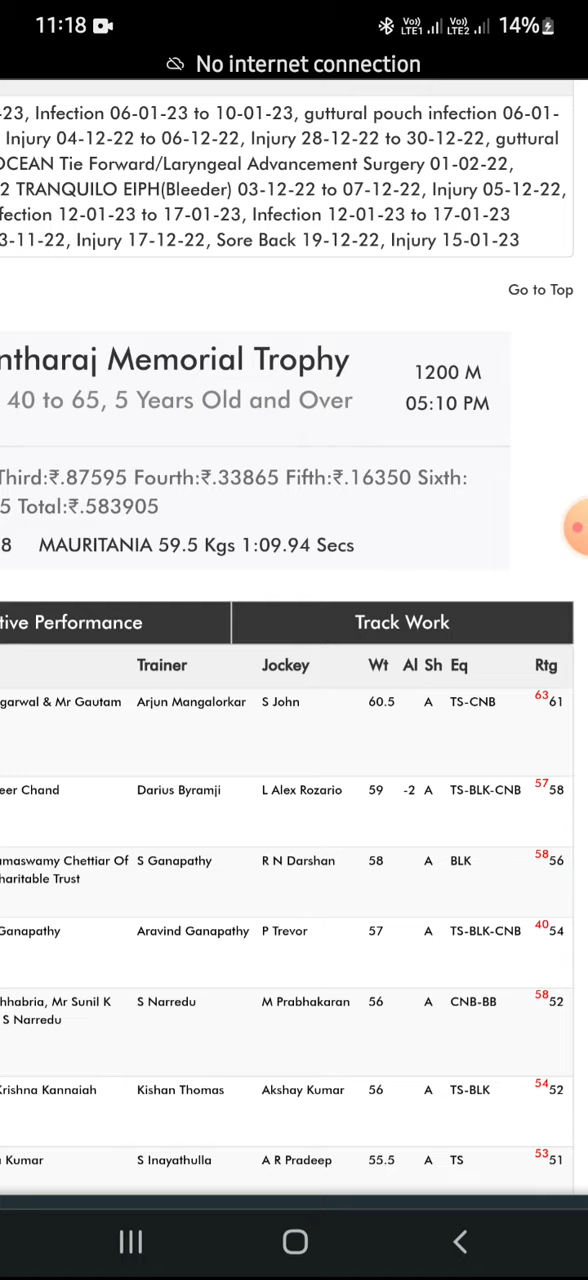 11:18 Vo)) LTE1 Vo)) LTE2 14%
No internet connection
-23, Infection 06-01-23 to 10-01-23, guttural pouch infection 06-01-
Injury 04-12-22 to 06-12-22, Injury 28-12-22 to 30-12-22, guttural
OCEAN Tie Forward/Laryngeal Advancement Surgery 01-02-22,
2 TRANQUILO EIPH(Bleeder) 03-12-22 to 07-12-22, Injury 05-12-22,
fection 12-01-23 to 17-01-23, Infection 12-01-23 to 17-01-23
3-11-22, Injury 17-12-22, Sore Back 19-12-22, Injury 15-01-23
Go to Top
ntharaj Memorial Trophy 1200 M
40 to 65, 5 Years Old and Over 05:10 PM
Third:₹.87595 Fourth:₹.33865 Fifth:₹.16350 Sixth:
5 Total:₹.583905
8 MAURITANIA 59.5 Kgs 1:09.94 Secs
tive Performance Track Work
Trainer Jockey Wt Al Sh Eq Rtg
garwal & Mr Gautam Arjun Mangalorkar S John 60.5 A TS-CNB 63 61
eer Chand Darius Byramji L Alex Rozario 59 -2 A TS-BLK-CNB 57 58
maswamy Chettiar Of S Ganapathy R N Darshan 58 A BLK 58 56
haritable Trust
Ganapathy Aravind Ganapathy P Trevor 57 A TS-BLK-CNB 40 54
hhabria, Mr Sunil K S Narredu M Prabhakaran 56 A CNB-BB 58 52
S Narredu
Krishna Kannaiah Kishan Thomas Akshay Kumar 56 A TS-BLK 54 52
Kumar S Inayathulla A R Pradeep 55.5 A TS 53 51